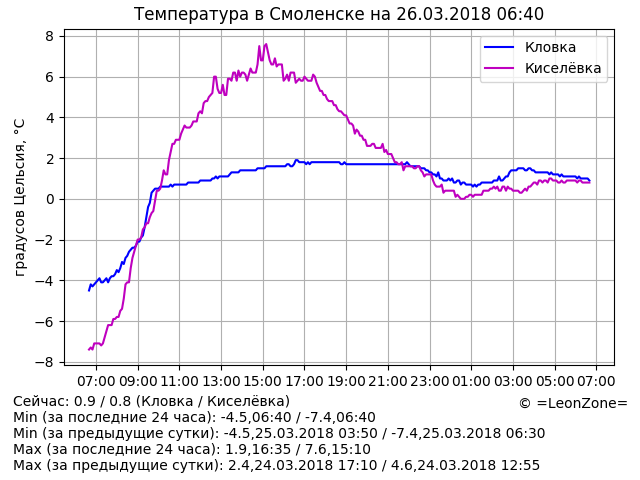 Температура в Смоленске на 26.03.2018 06:40
Кловка
Киселёвка
градусов Цельсия, °C
8
6
4
2
0
−2
−4
−6
−8
07:00 09:00 11:00 13:00 15:00 17:00 19:00 21:00 23:00 01:00 03:00 05:00 07:00
© =LeonZone=
Сейчас: 0.9 / 0.8 (Кловка / Киселёвка)
Min (за последние 24 часа): -4.5,06:40 / -7.4,06:40
Min (за предыдущие сутки): -4.5,25.03.2018 03:50 / -7.4,25.03.2018 06:30
Max (за последние 24 часа): 1.9,16:35 / 7.6,15:10
Max (за предыдущие сутки): 2.4,24.03.2018 17:10 / 4.6,24.03.2018 12:55